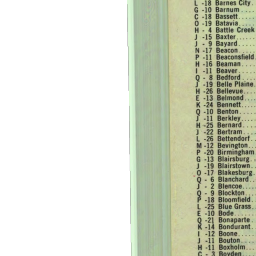 L -18 Barnes City
G -10 Barnum
C -18 Bassett
O -19 Batavia
H - 4 Battle Creek
J -15 Baxter
J - 9 Bayard
N -17 Beacon
P -11 Beaconsfield
H -16 Beaman
I -11 Beaver
Q - 8 Bedford
J -19 Belle Plaine
H -26 Bellevue
E -13 Belmond
K -24 Bennett
Q -10 Benton
J -11 Berkley
H -25 Bernard
J -22 Bertram
L -26 Bettendorf
M -12 Bevington
P -20 Birmingham
G -13 Blairsburg
J -19 Blairstown
O -17 Blakesburg
Q - 6 Blanchard
J - 2 Blencoe
Q - 9 Blockton
P -18 Bloomfield
L -25 Blue Grass
E -10 Bode
Q -21 Bonaparte
K -14 Bondurant
I -12 Boone
J -11 Bouton
H -11 Boxholm
C - 3 Boyden